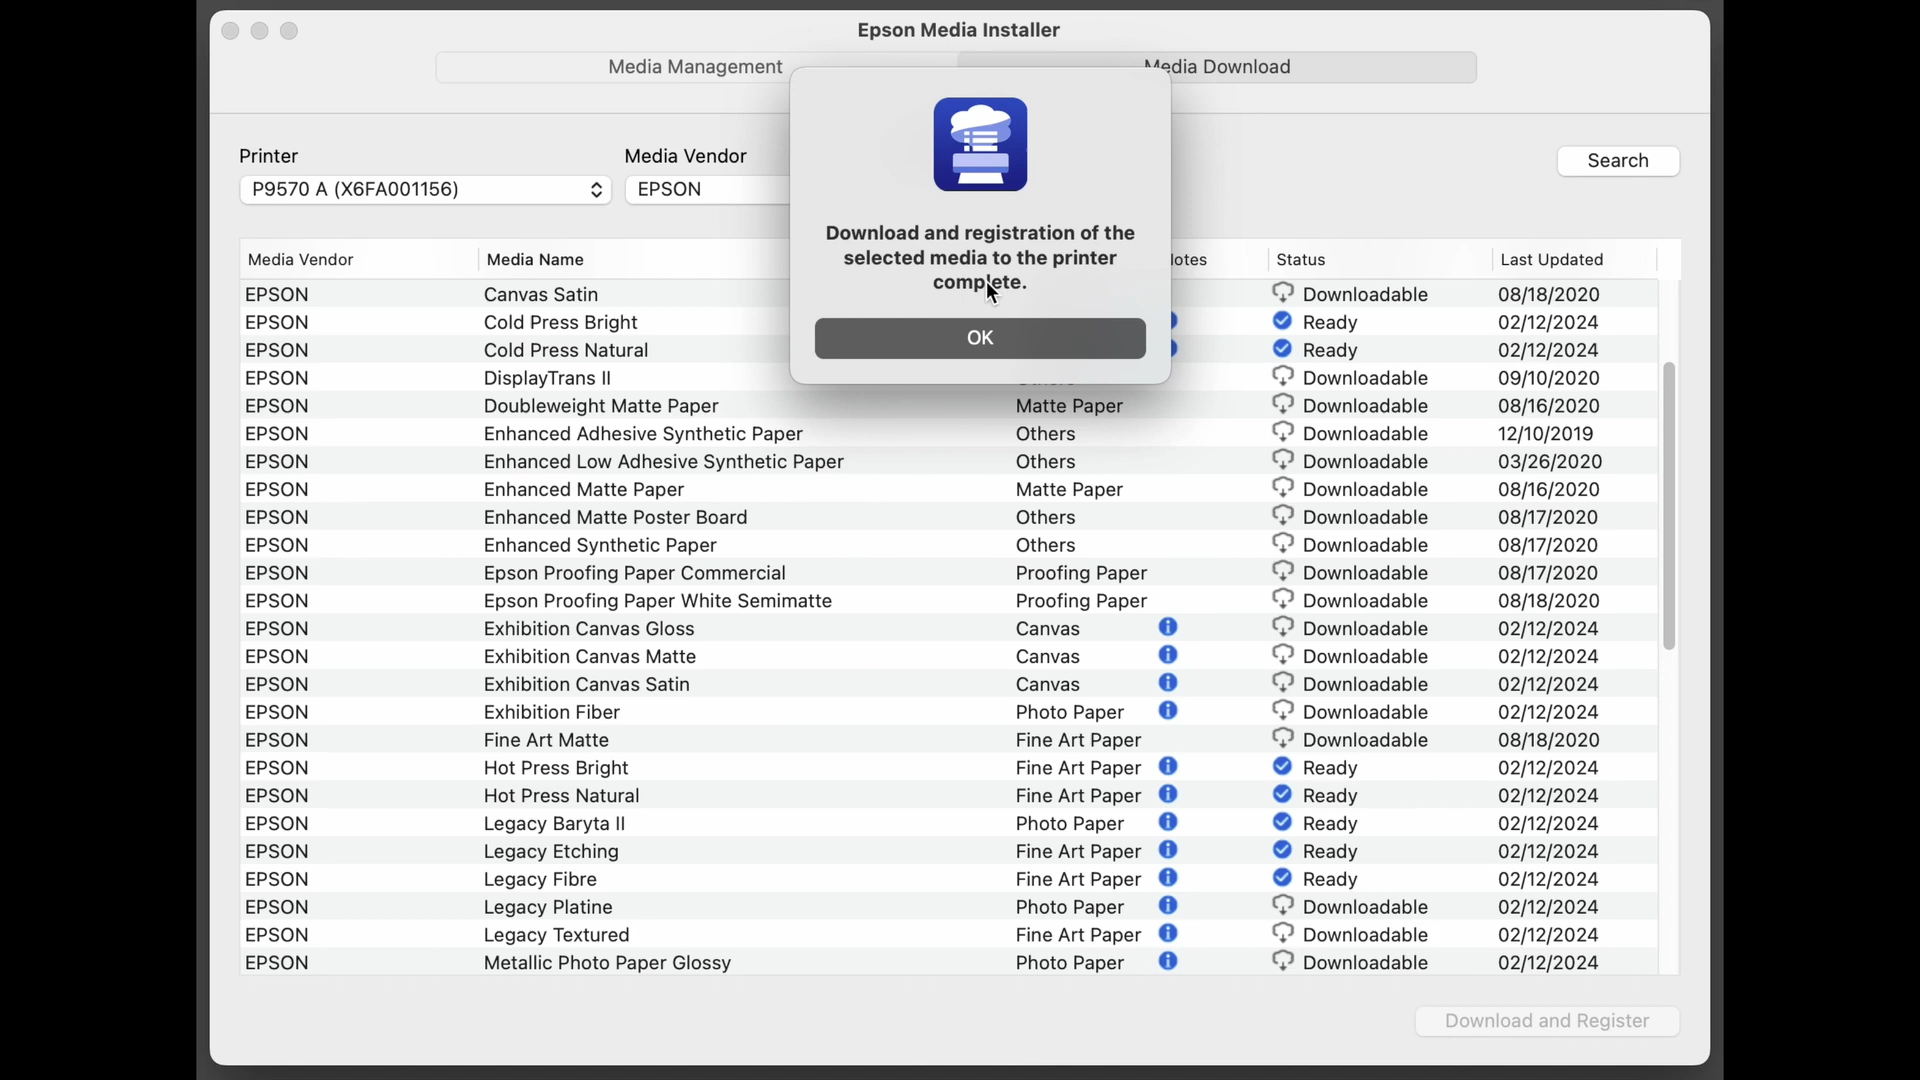 Epson Media Installer
Media Management
Media Download
Printer
Media Vendor
P9570 A (X6FA001156)
EPSON
Search
Download and registration of the
selected media to the printer
complete.
OK
Media Vendor Media Name Status Last Updated
EPSON Canvas Satin Downloadable 08/18/2020
EPSON Cold Press Bright Ready 02/12/2024
EPSON Cold Press Natural Ready 02/12/2024
EPSON DisplayTrans II Downloadable 09/10/2020
EPSON Doubleweight Matte Paper Matte Paper Downloadable 08/16/2020
EPSON Enhanced Adhesive Synthetic Paper Others Downloadable 12/10/2019
EPSON Enhanced Low Adhesive Synthetic Paper Others Downloadable 03/26/2020
EPSON Enhanced Matte Paper Matte Paper Downloadable 08/16/2020
EPSON Enhanced Matte Poster Board Others Downloadable 08/17/2020
EPSON Enhanced Synthetic Paper Others Downloadable 08/17/2020
EPSON Epson Proofing Paper Commercial Proofing Paper Downloadable 08/17/2020
EPSON Epson Proofing Paper White Semimatte Proofing Paper Downloadable 08/18/2020
EPSON Exhibition Canvas Gloss Canvas Downloadable 02/12/2024
EPSON Exhibition Canvas Matte Canvas Downloadable 02/12/2024
EPSON Exhibition Canvas Satin Canvas Downloadable 02/12/2024
EPSON Exhibition Fiber Photo Paper Downloadable 02/12/2024
EPSON Fine Art Matte Fine Art Paper Downloadable 08/18/2020
EPSON Hot Press Bright Fine Art Paper Ready 02/12/2024
EPSON Hot Press Natural Fine Art Paper Ready 02/12/2024
EPSON Legacy Baryta II Photo Paper Ready 02/12/2024
EPSON Legacy Etching Fine Art Paper Ready 02/12/2024
EPSON Legacy Fibre Fine Art Paper Ready 02/12/2024
EPSON Legacy Platine Photo Paper Downloadable 02/12/2024
EPSON Legacy Textured Fine Art Paper Downloadable 02/12/2024
EPSON Metallic Photo Paper Glossy Photo Paper Downloadable 02/12/2024
Download and Register